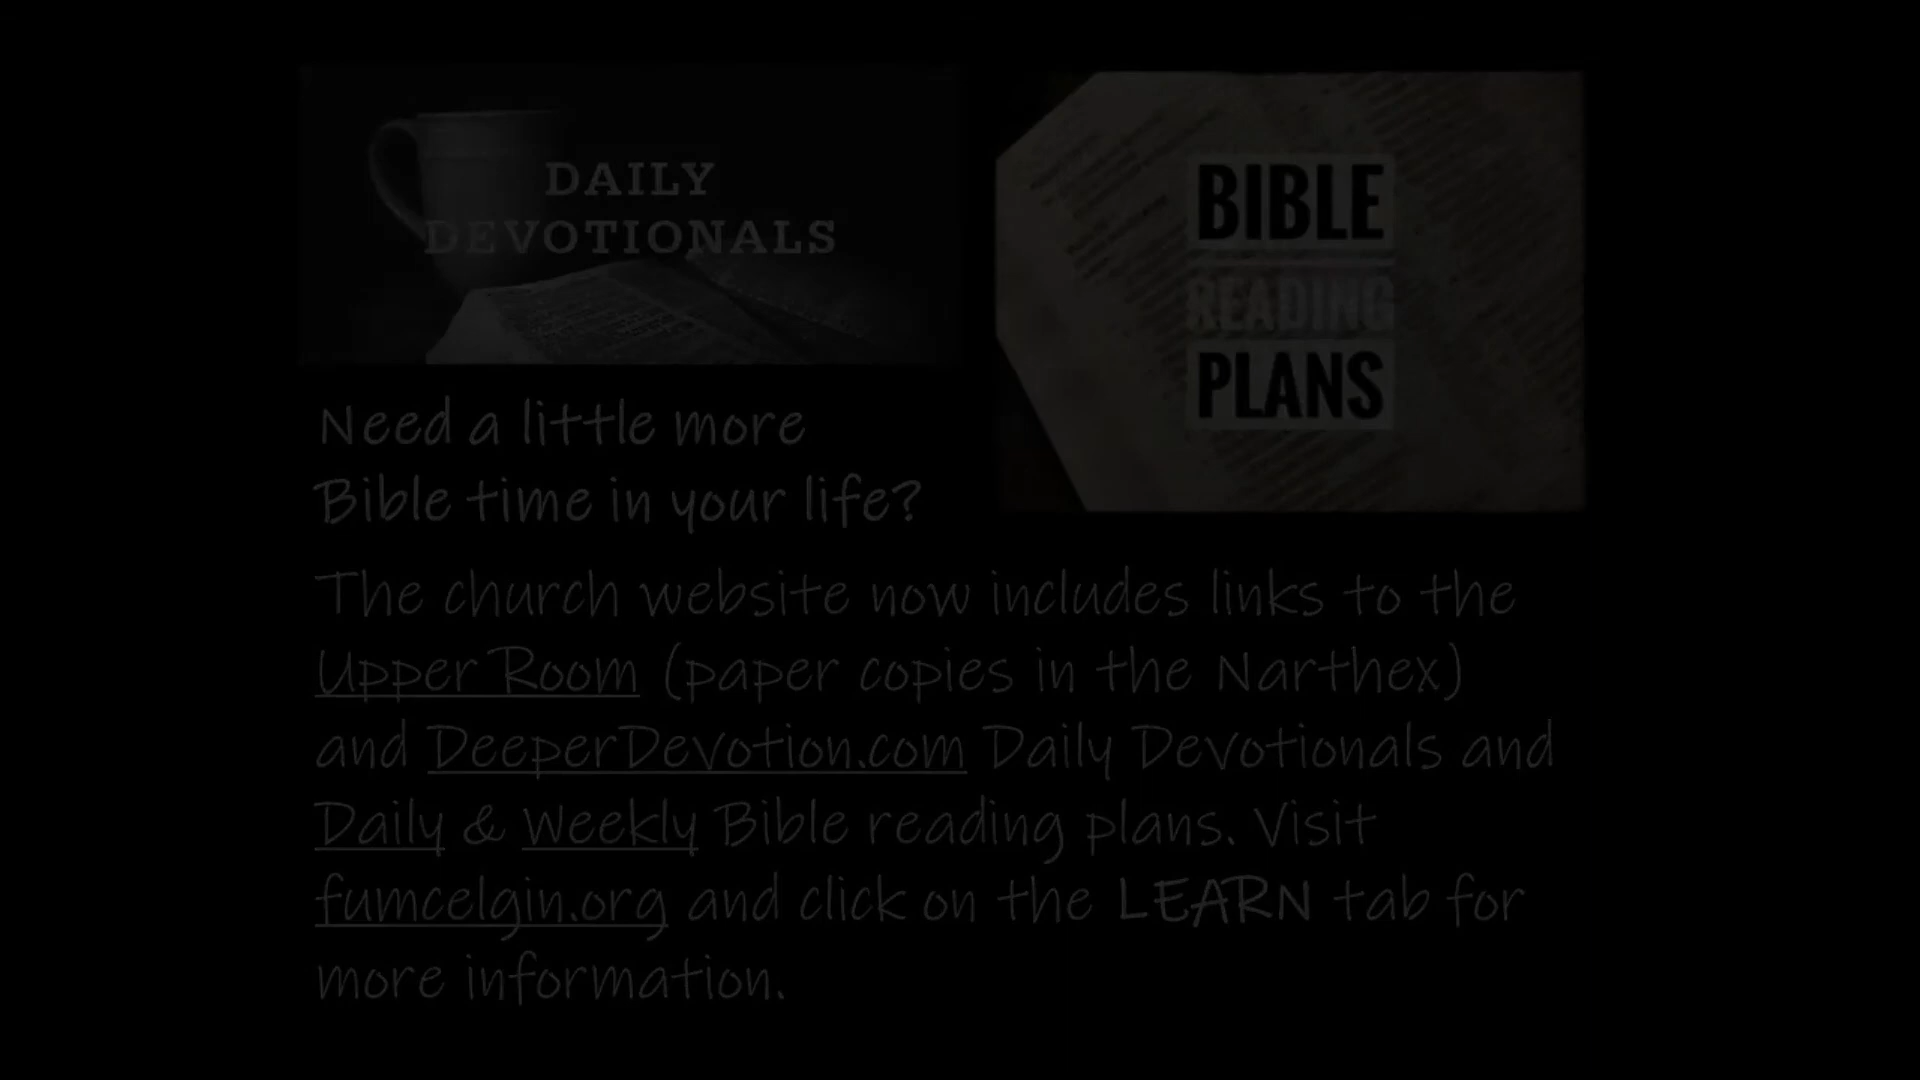 DAILY
DEVOTIONALS
BIBLE
READING
PLANS
Need a little more
Bible time in your life?
The church website now includes links to the
Upper Room (paper copies in the Narthex)
and DeeperDevotion.com Daily Devotionals and
Daily & Weekly Bible reading plans. Visit
fumcelgin.org and click on the LEARN tab for
more information.